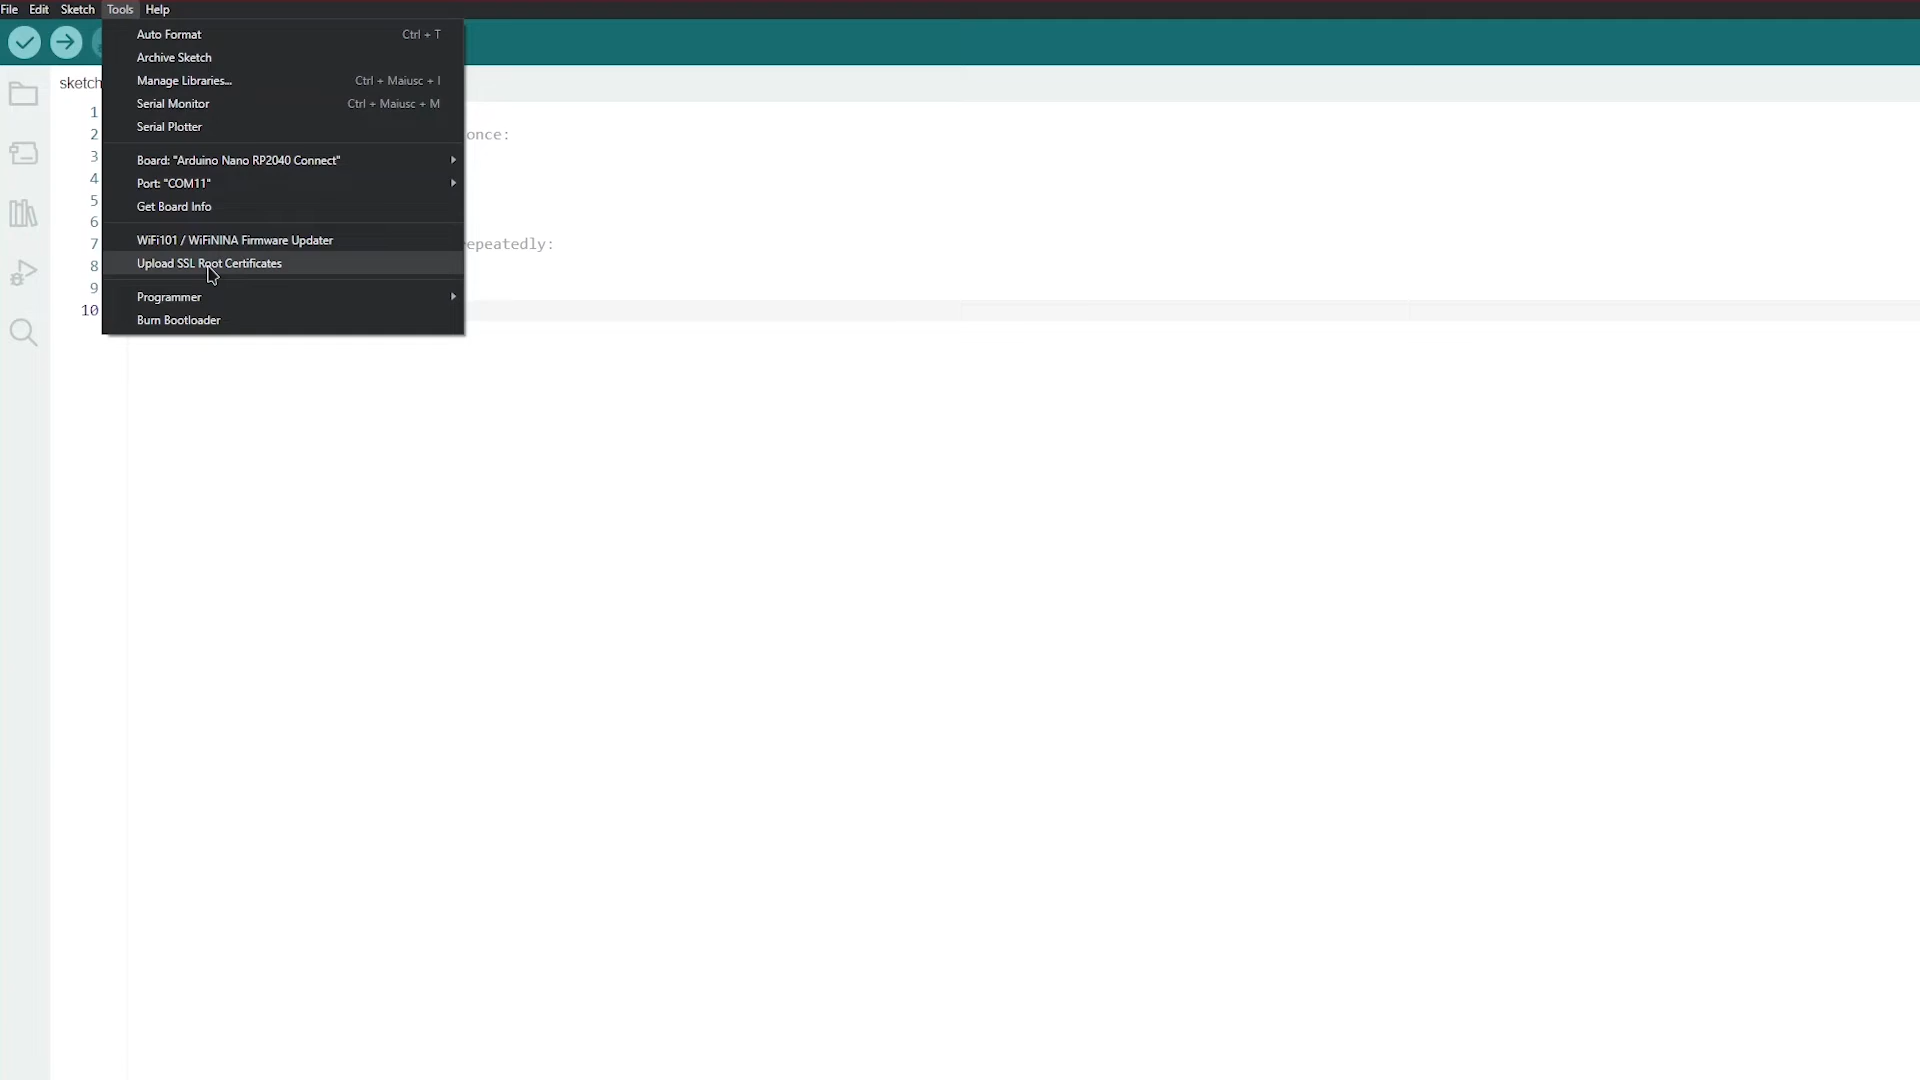 File Edit Sketch Tools Help
Auto Format Ctrl + T
Archive Sketch
Manage Libraries... Ctrl + Maiusc + I
Serial Monitor Ctrl + Maiusc + M
Serial Plotter
Board: "Arduino Nano RP2040 Connect"
Port: "COM11"
Get Board Info
WiFi101 / WiFiNINA Firmware Updater
Upload SSL Root Certificates
Programmer
Burn Bootloader
sketch
1
2 once:
3
4
5
6
7 epeatedly:
8
9
10